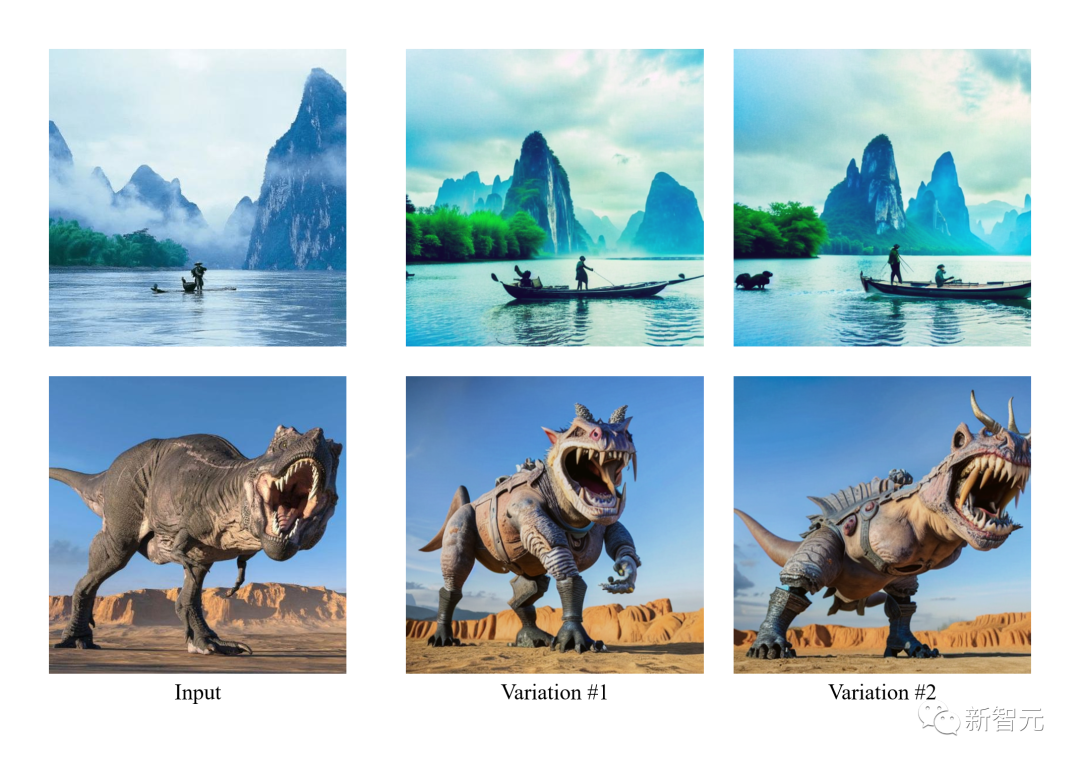 Input
Variation #1
Variation #2
新智元